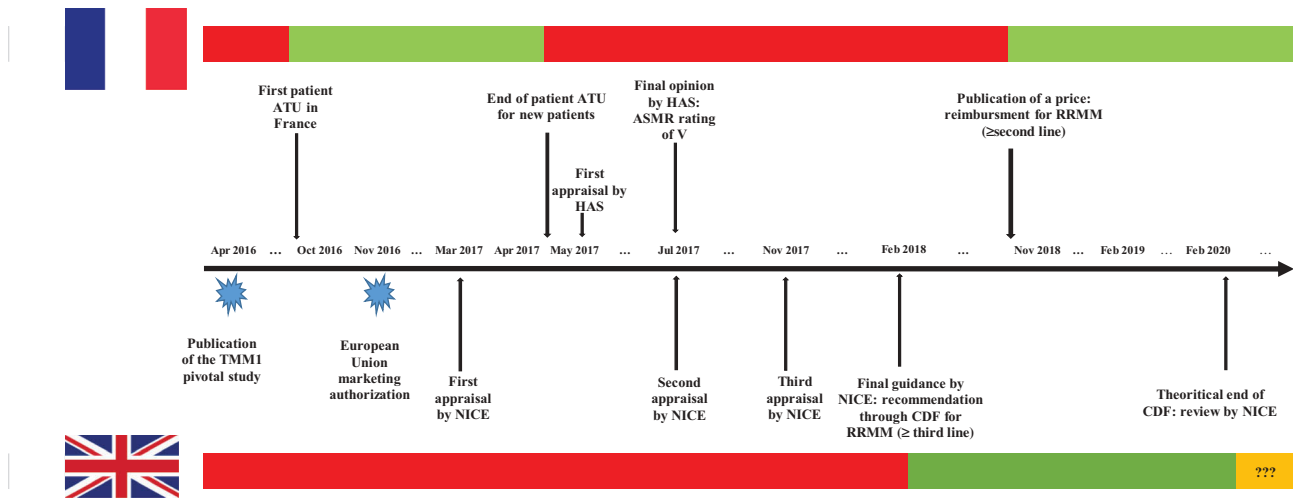 First patient
ATU in
France
End of patient ATU
for new patients
First
appraisal by
HAS
Final opinion
by HAS:
ASMR rating
of V
Publication of a price:
reimbursment for RRMM
(≥second line)
Apr 2016 ... Oct 2016 Nov 2016 ... Mar 2017 Apr 2017 May 2017 ... Jul 2017 ... Nov 2017 ... Feb 2018 ... Nov 2018 ... Feb 2019 ... Feb 2020 ...
Publication
of the TMM1
pivotal study
European
Union
marketing
authorization
First
appraisal
by NICE
Second
appraisal
by NICE
Third
appraisal
by NICE
Final guidance by
NICE: recommendation
through CDF for
RRMM (≥ third line)
Theoritical end of
CDF: review by NICE
???